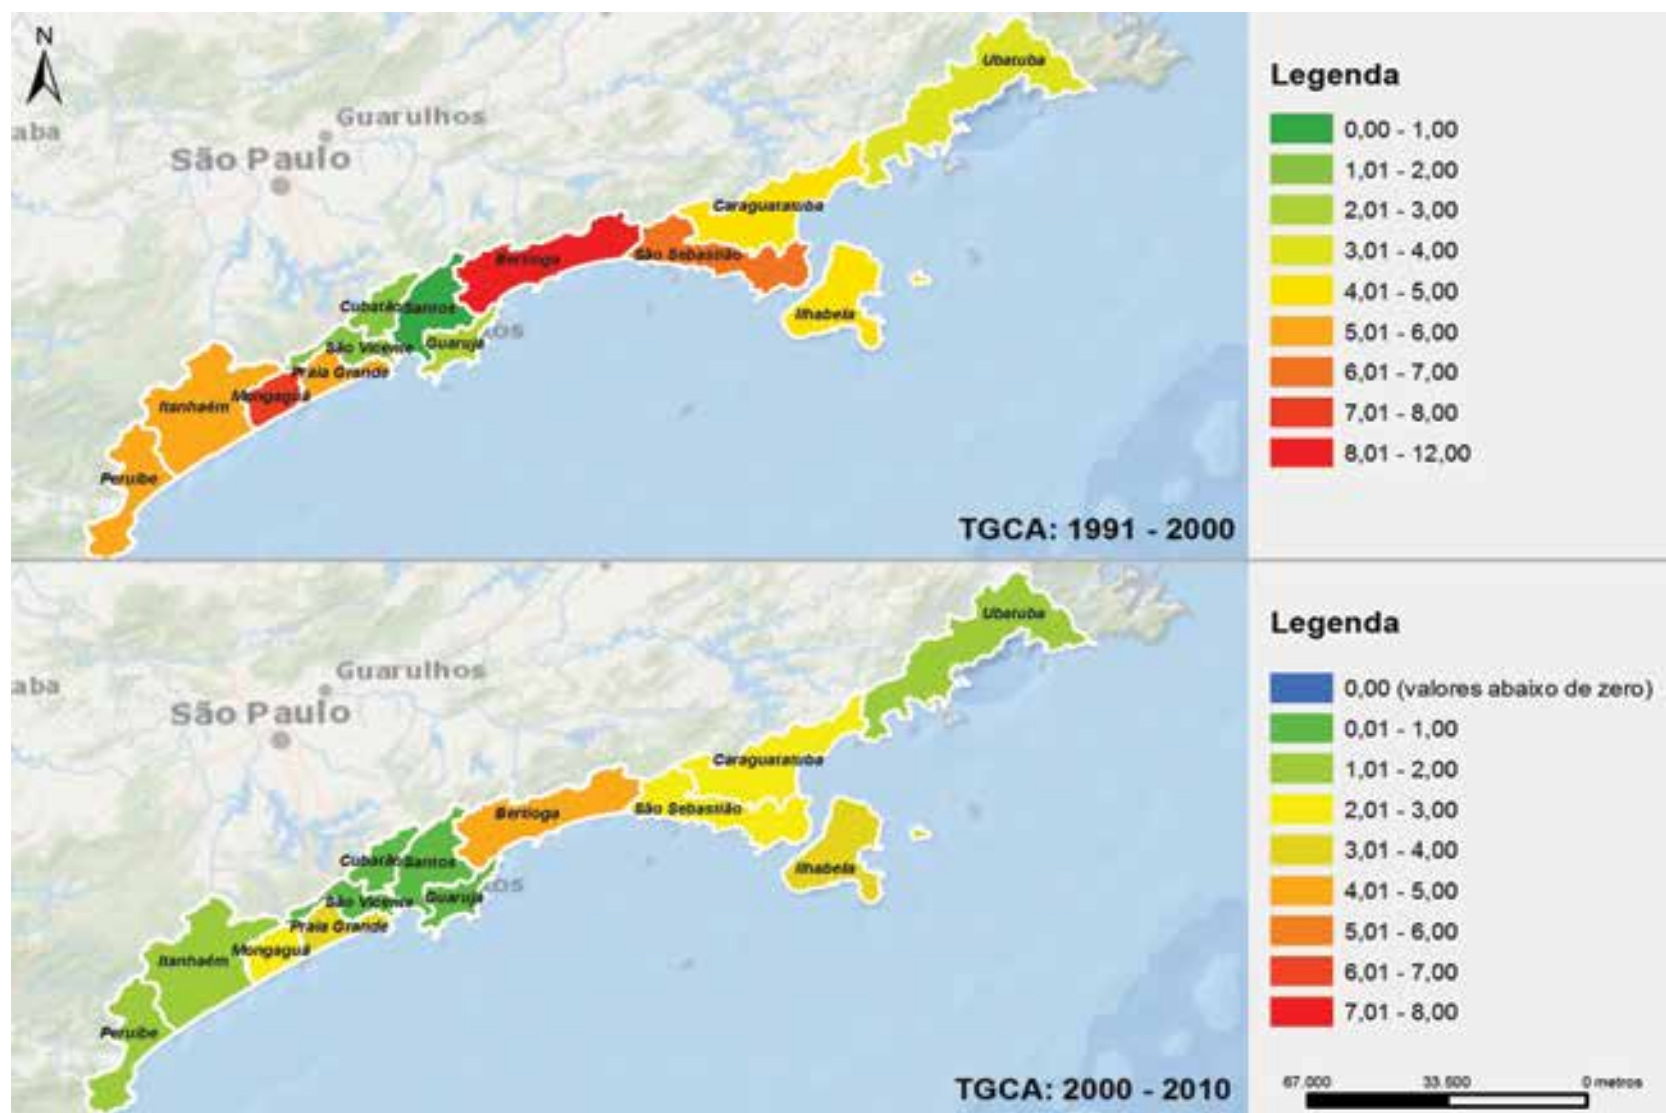 N
Guarulhos
aba
São Paulo
Ubatuba
Caraguatatuba
São Sebastião
Bertioga
Ilhabela
Cubatão
Santos
OS
Guarujá
São Vicente
Praia Grande
Mongaguá
Itanhaém
Peruíbe
TGCA: 1991 - 2000
Legenda
0,00 - 1,00
1,01 - 2,00
2,01 - 3,00
3,01 - 4,00
4,01 - 5,00
5,01 - 6,00
6,01 - 7,00
7,01 - 8,00
8,01 - 12,00
Guarulhos
aba
São Paulo
Ubatuba
Caraguatatuba
São Sebastião
Bertioga
Ilhabela
Cubatão
Santos
OS
Guarujá
São Vicente
Praia Grande
Mongaguá
Itanhaém
Peruíbe
TGCA: 2000 - 2010
Legenda
0,00 (valores abaixo de zero)
0,01 - 1,00
1,01 - 2,00
2,01 - 3,00
3,01 - 4,00
4,01 - 5,00
5,01 - 6,00
6,01 - 7,00
7,01 - 8,00
67.000 33.500 0 metros